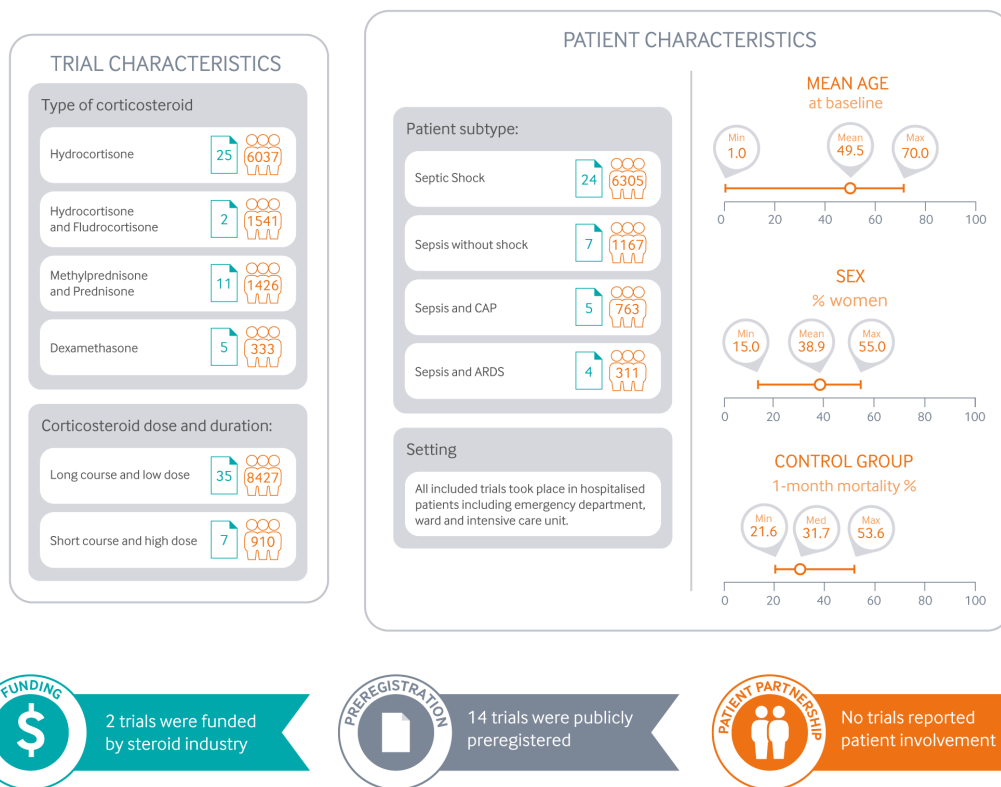 TRIAL CHARACTERISTICS
Type of corticosteroid
Hydrocortisone
25
6037
Hydrocortisone
and Fludrocortisone
2
1541
Methylprednisone
and Prednisone
11
1426
Dexamethasone
5
333
Corticosteroid dose and duration:
Long course and low dose
35
8427
Short course and high dose
7
910
PATIENT CHARACTERISTICS
Patient subtype:
Septic Shock
24
6305
Sepsis without shock
7
1167
Sepsis and CAP
5
763
Sepsis and ARDS
4
311
Setting
All included trials took place in hospitalised
patients including emergency department,
ward and intensive care unit.
MEAN AGE
at baseline
Min
1.0
Mean
49.5
Max
70.0
0 20 40 60 80 100
SEX
% women
Min
15.0
Mean
38.9
Max
55.0
0 20 40 60 80 100
CONTROL GROUP
1-month mortality %
Min
21.6
Med
31.7
Max
53.6
0 20 40 60 80 100
FUNDING
$
2 trials were funded
by steroid industry
PREREGISTRATION
14 trials were publicly
preregistered
PATIENT PARTNERSHIP
No trials reported
patient involvement